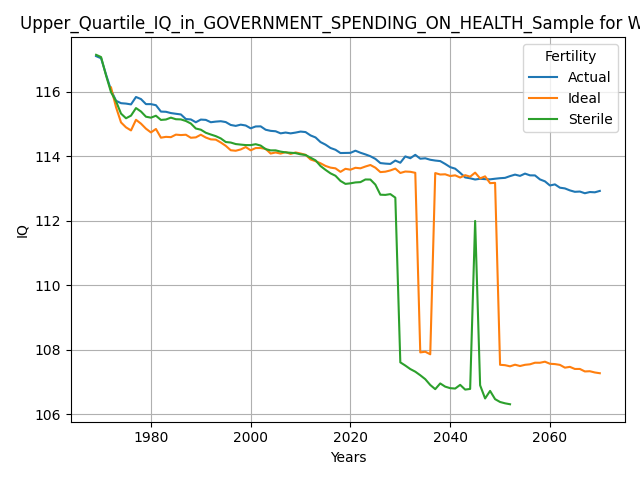 Upper_Quartile_IQ_in_GOVERNMENT_SPENDING_ON_HEALTH_Sample for W
Fertility
Actual
Ideal
Sterile
116
114
112
110
108
106
IQ
1980 2000 2020 2040 2060
Years